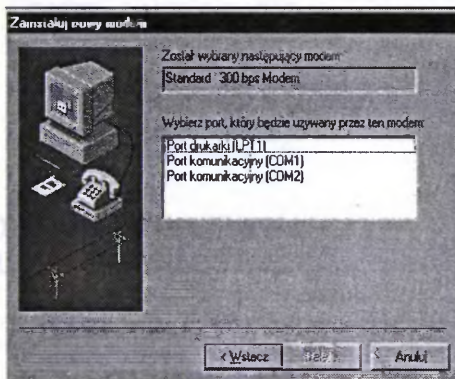 Zainstaluj nowy modem
Został wybrany następujący modem:
Standard 300 bps Modem
Wybierz port, który będzie używany przez ten modem:
Port drukarki (LPT1)
Port komunikacyjny (COM1)
Port komunikacyjny (COM2)
< Wstecz
Dalej >
Anuluj